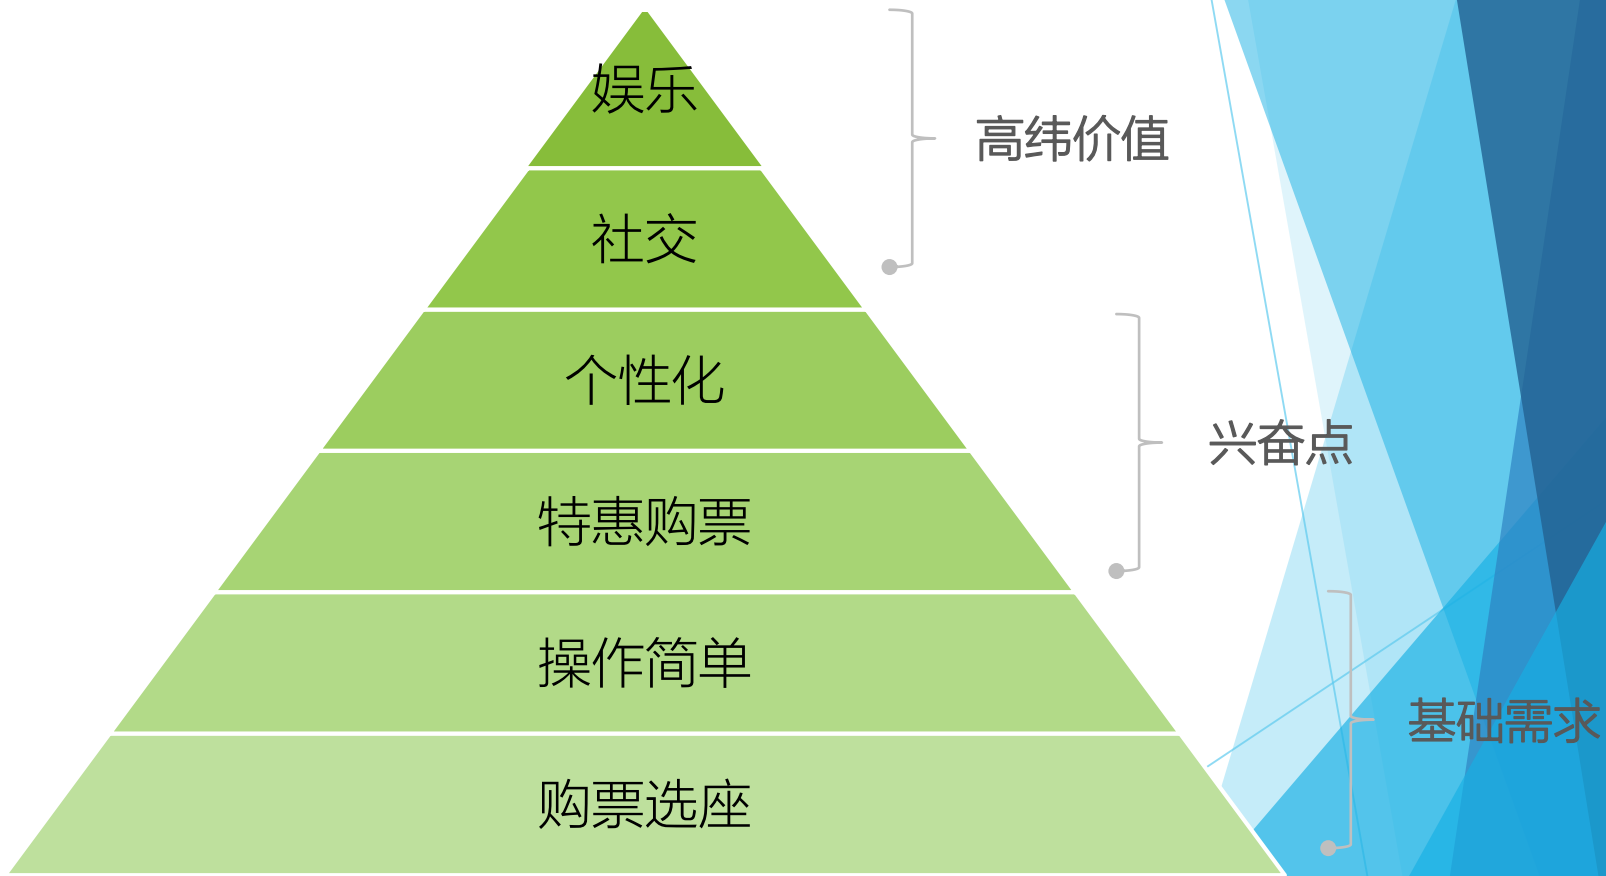 娱乐
高纬价值
社交
个性化
兴奋点
特惠购票
操作简单
基础需求
购票选座